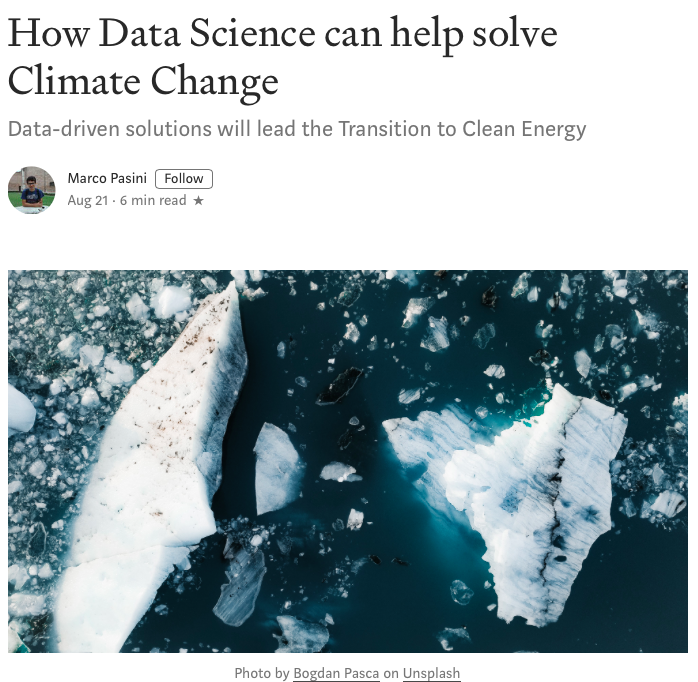 How Data Science can help solve
Climate Change
Data-driven solutions will lead the Transition to Clean Energy
Marco Pasini Follow
Aug 21 · 6 min read ★
Photo by Bogdan Pasca on Unsplash